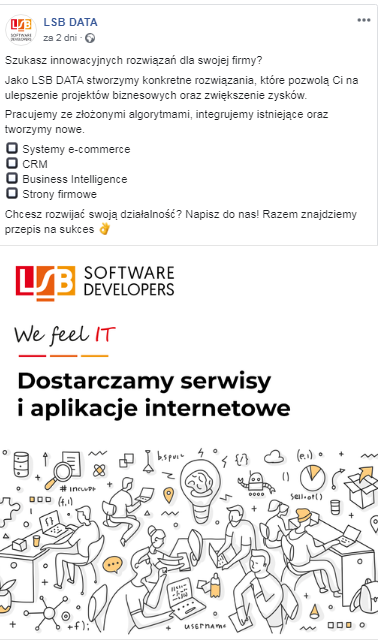 LSB DATA
za 2 dni ·
Szukasz innowacyjnych rozwiązań dla swojej firmy?
Jako LSB DATA stworzymy konkretne rozwiązania, które pozwolą Ci na
ulepszenie projektów biznesowych oraz zwiększenie zysków.
Pracujemy ze złożonymi algorytmami, integrujemy istniejące oraz
tworzymy nowe.
Systemy e-commerce
CRM
Business Intelligence
Strony firmowe
Chcesz rozwijać swoją działalność? Napisz do nas! Razem znajdziemy
przepis na sukces 👌
LSB SOFTWARE
DEVELOPERS
We feel IT
Dostarczamy serwisy
i aplikacje internetowe
# include
{f,i}
{/}
(e,i)
username
+f);